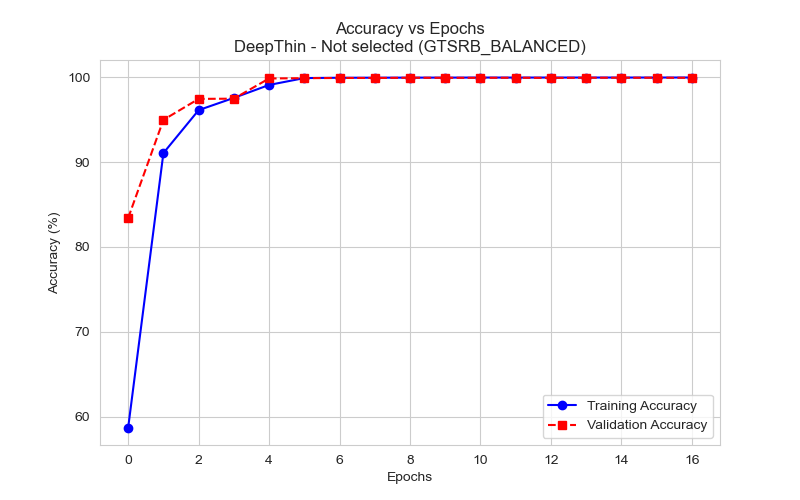 Accuracy vs Epochs
DeepThin - Not selected (GTSRB_BALANCED)
Accuracy (%)
100
90
80
70
60
0 2 4 6 8 10 12 14 16
Epochs
Training Accuracy
Validation Accuracy